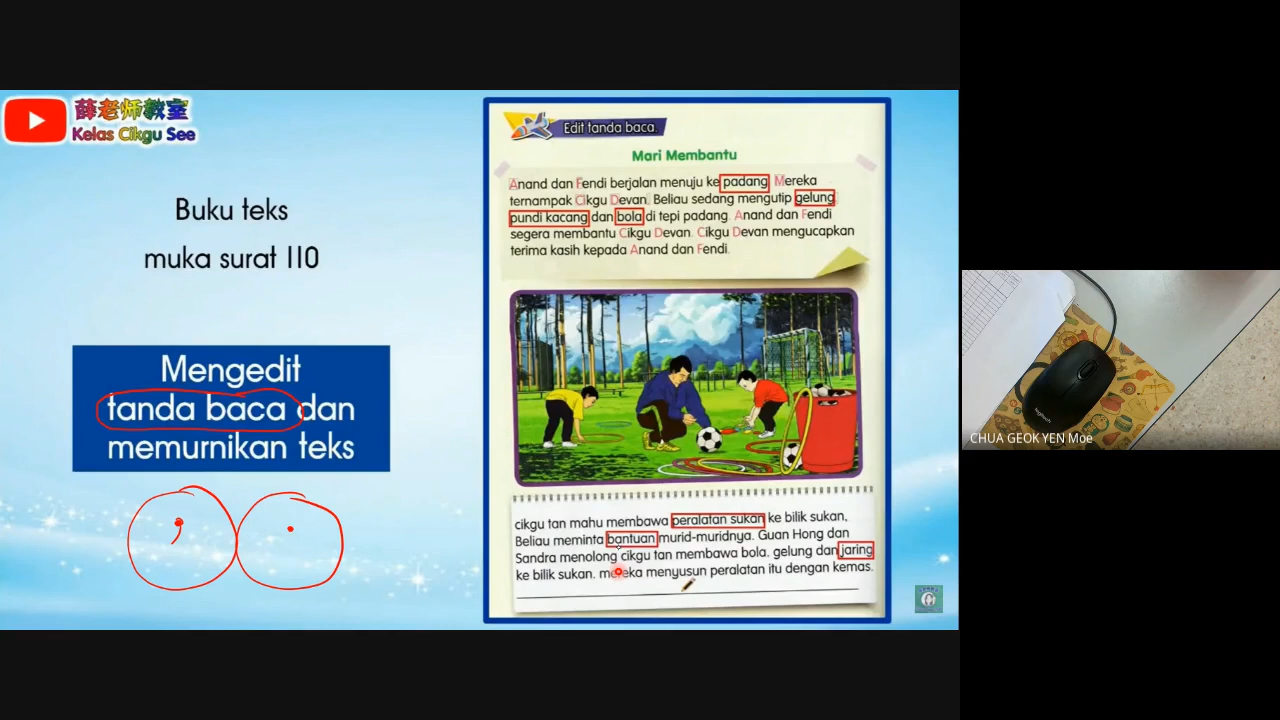 薛老师教室
Kelas Cikgu See
Buku teks
muka surat 110
Mengedit
tanda baca dan
memurnikan teks
Edit tanda baca.
Mari Membantu
Anand dan Fendi berjalan menuju ke padang Mereka
ternampak Cikgu Devan. Beliau sedang mengutip gelung
pundi kacang dan bola di tepi padang. Anand dan Fendi
segera membantu Cikgu Devan. Cikgu Devan mengucapkan
terima kasih kepada Anand dan Fendi.
cikgu tan mahu membawa peralatan sukan ke bilik sukan,
Beliau meminta bantuan murid-muridnya. Guan Hong dan
Sandra menolong cikgu tan membawa bola. gelung dan jaring
ke bilik sukan. mereka menyusun peralatan itu dengan kemas.
CHUA GEOK YEN Moe
logitech